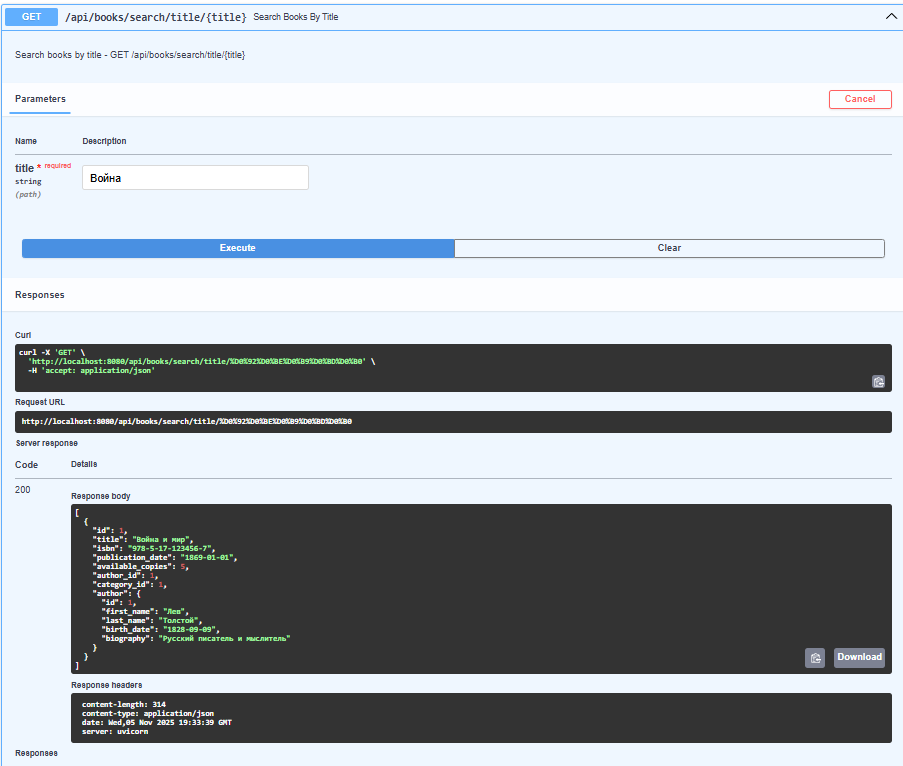 GET /api/books/search/title/{title} Search Books By Title
Search books by title - GET /api/books/search/title/{title}
Parameters
Cancel
Name Description
title * required
string
(path)
Война
Execute Clear
Responses
Curl
curl -X 'GET' \
'http://localhost:8080/api/books/search/title/%D0%92%D0%BE%D0%B9%D0%BD%D0%B0' \
-H 'accept: application/json'
Request URL
http://localhost:8080/api/books/search/title/%D0%92%D0%BE%D0%B9%D0%BD%D0%B0
Server response
Code Details
200
Response body
[
{
"id": 1,
"title": "Война и мир",
"isbn": "978-5-17-123456-7",
"publication_date": "1869-01-01",
"available_copies": 5,
"author_id": 1,
"category_id": 1,
"author": {
"id": 1,
"first_name": "Лев",
"last_name": "Толстой",
"birth_date": "1828-09-09",
"biography": "Русский писатель и мыслитель"
}
}
]
Download
Response headers
content-length: 314
content-type: application/json
date: Wed,05 Nov 2025 19:33:39 GMT
server: uvicorn
Responses